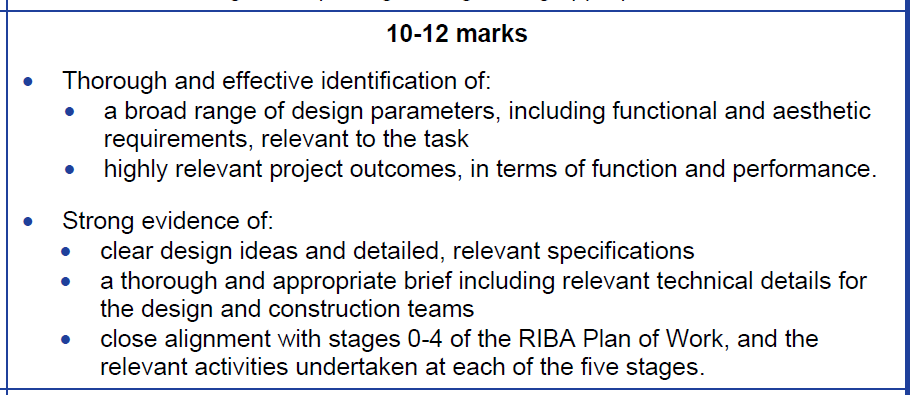 10-12 marks
• Thorough and effective identification of:
• a broad range of design parameters, including functional and aesthetic
requirements, relevant to the task
• highly relevant project outcomes, in terms of function and performance.
• Strong evidence of:
• clear design ideas and detailed, relevant specifications
• a thorough and appropriate brief including relevant technical details for
the design and construction teams
• close alignment with stages 0-4 of the RIBA Plan of Work, and the
relevant activities undertaken at each of the five stages.